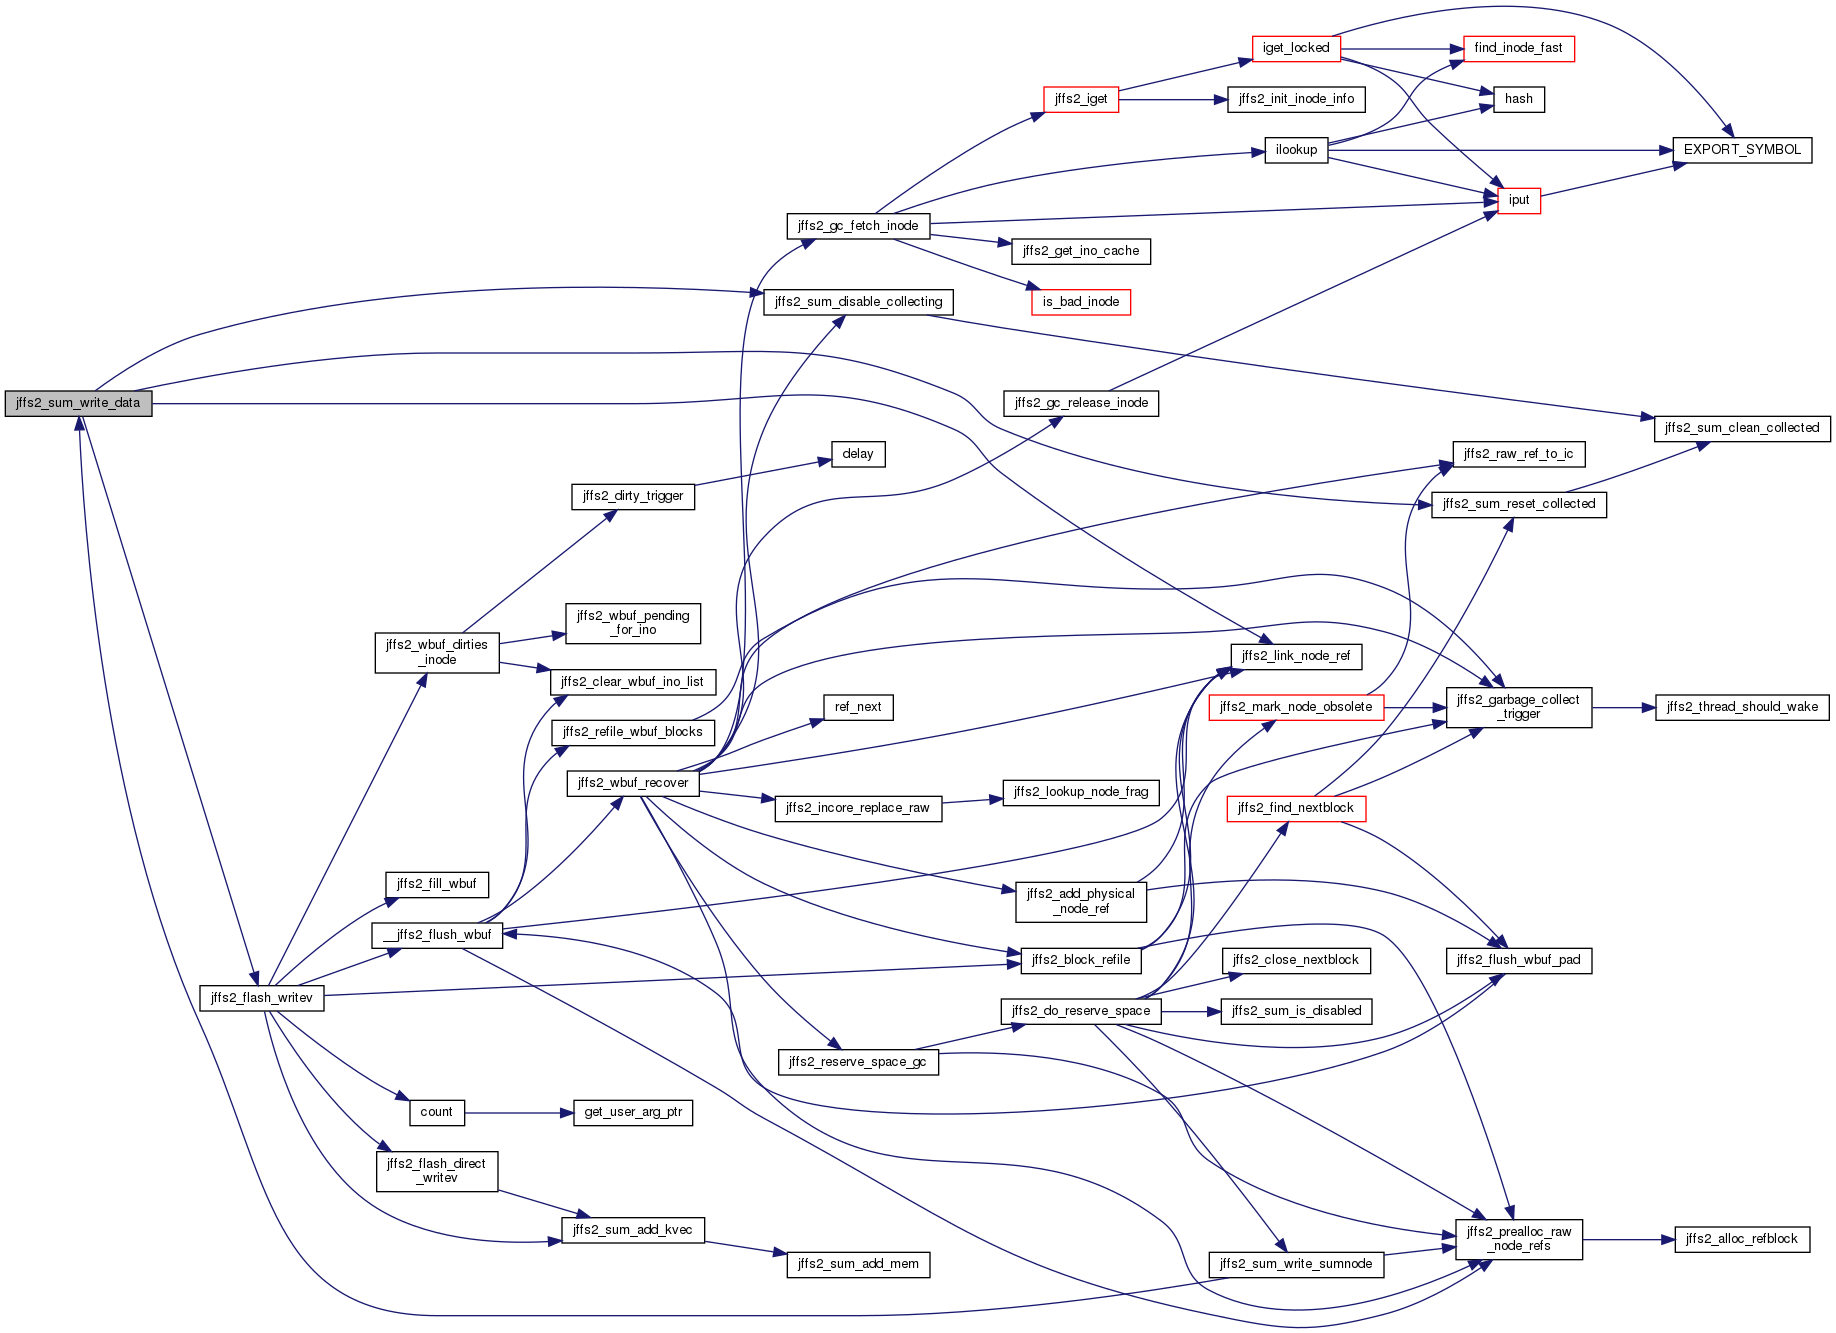 iget_locked
find_inode_fast
jffs2_iget
jffs2_init_inode_info
hash
ilookup
EXPORT_SYMBOL
iput
jffs2_gc_fetch_inode
jffs2_get_ino_cache
jffs2_sum_disable_collecting
is_bad_inode
jffs2_sum_write_data
jffs2_gc_release_inode
jffs2_sum_clean_collected
delay
jffs2_raw_ref_to_ic
jffs2_dirty_trigger
jffs2_sum_reset_collected
jffs2_wbuf_pending
_for_ino
jffs2_wbuf_dirties
_inode
jffs2_link_node_ref
jffs2_clear_wbuf_ino_list
ref_next
jffs2_mark_node_obsolete
jffs2_garbage_collect
_trigger
jffs2_thread_should_wake
jffs2_refile_wbuf_blocks
jffs2_wbuf_recover
jffs2_incore_replace_raw
jffs2_lookup_node_frag
jffs2_find_nextblock
jffs2_fill_wbuf
jffs2_add_physical
_node_ref
__jffs2_flush_wbuf
jffs2_block_refile
jffs2_close_nextblock
jffs2_flush_wbuf_pad
jffs2_flash_writev
jffs2_do_reserve_space
jffs2_sum_is_disabled
jffs2_reserve_space_gc
count
get_user_arg_ptr
jffs2_flash_direct
_writev
jffs2_sum_add_kvec
jffs2_prealloc_raw
_node_refs
jffs2_alloc_refblock
jffs2_sum_add_mem
jffs2_sum_write_sumnode